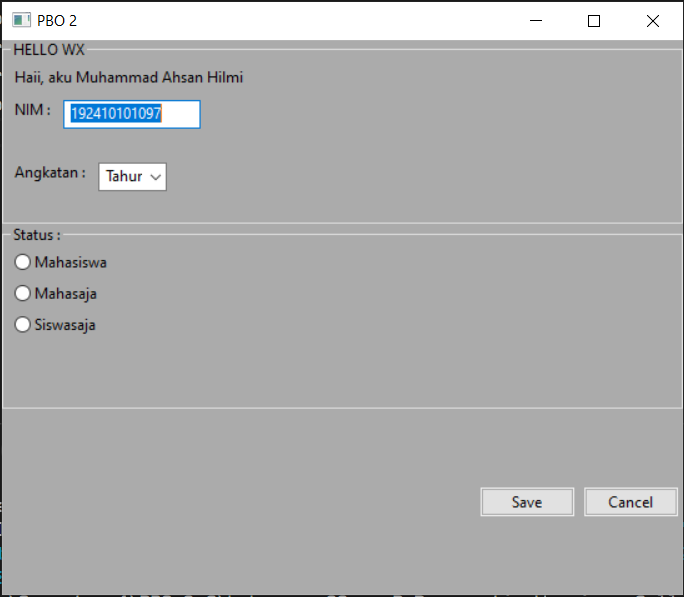 PBO 2
HELLO WX
Haii, aku Muhammad Ahsan Hilmi
NIM : 192410101097
Angkatan : Tahur
Status :
Mahasiswa
Mahasaja
Siswasaja
Save Cancel